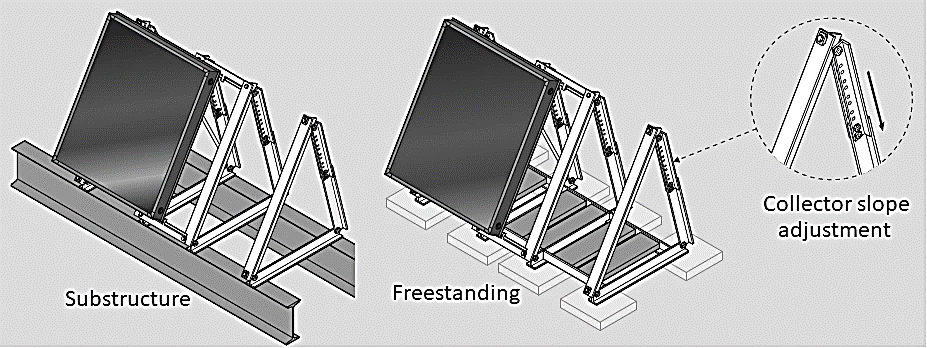 Substructure
Freestanding
Collector slope
adjustment